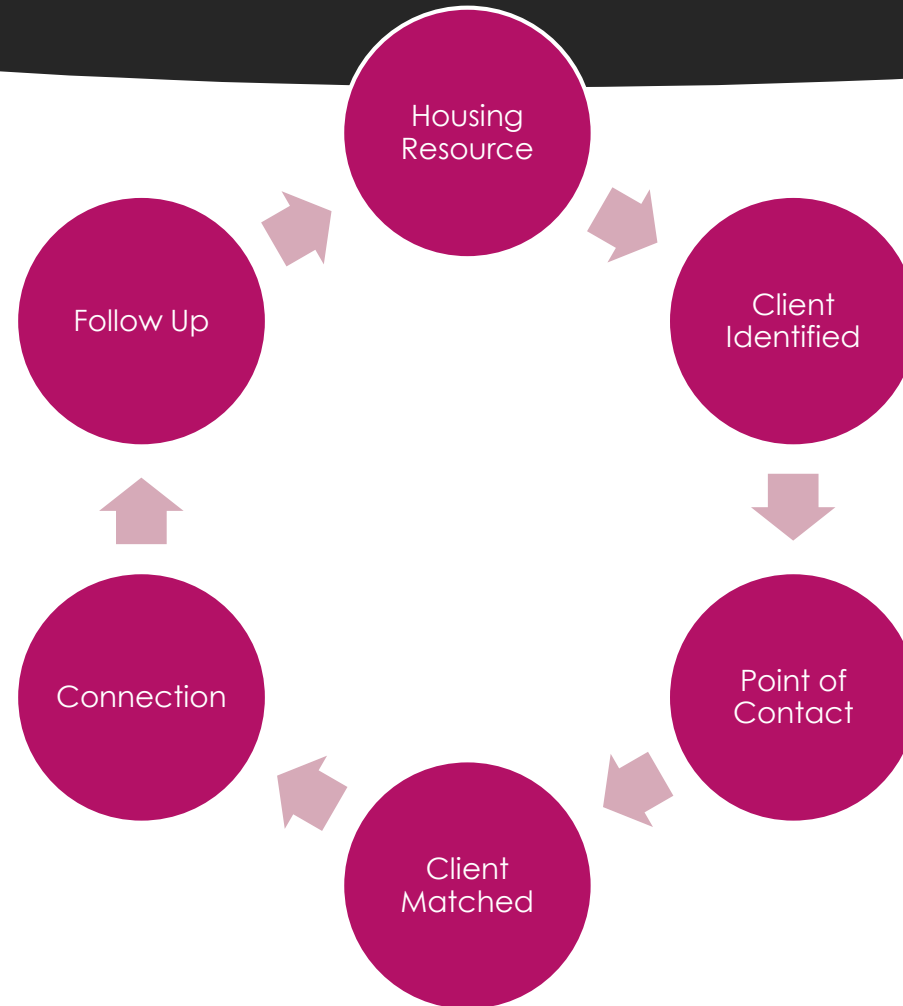 Housing
Resource
Client
Identified
Point of
Contact
Client
Matched
Connection
Follow Up